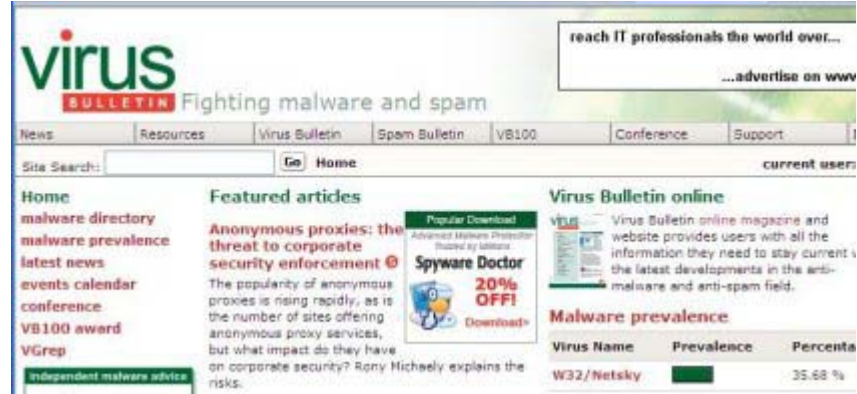 virus
BULLETIN Fighting malware and spam
reach IT professionals the world over...
...advertise on www
News Resources Virus Bulletin Spam Bulletin VB100 Conference Support
Site Search: Go Home current user:
Home
malware directory
malware prevalence
latest news
events calendar
conference
VB100 award
VGrep
Independent malware advice
Featured articles
Anonymous proxies: the
threat to corporate
security enforcement
The popularity of anonymous
proxies is rising rapidly, as is
the number of sites offering
anonymous proxy services,
but what impact do they have
on corporate security? Rony Michaely explains the
risks.
Popular Download
Advanced Malware Protection
Trusted by Millions
Spyware Doctor
20%
OFF!
Download>
Virus Bulletin online
virus
Virus Bulletin online magazine and
website provides users with all the
information they need to stay current
the latest developments in the anti-
malware and anti-spam field.
Malware prevalence
Virus Name Prevalence Percenta
W32/Netsky 35.68 %